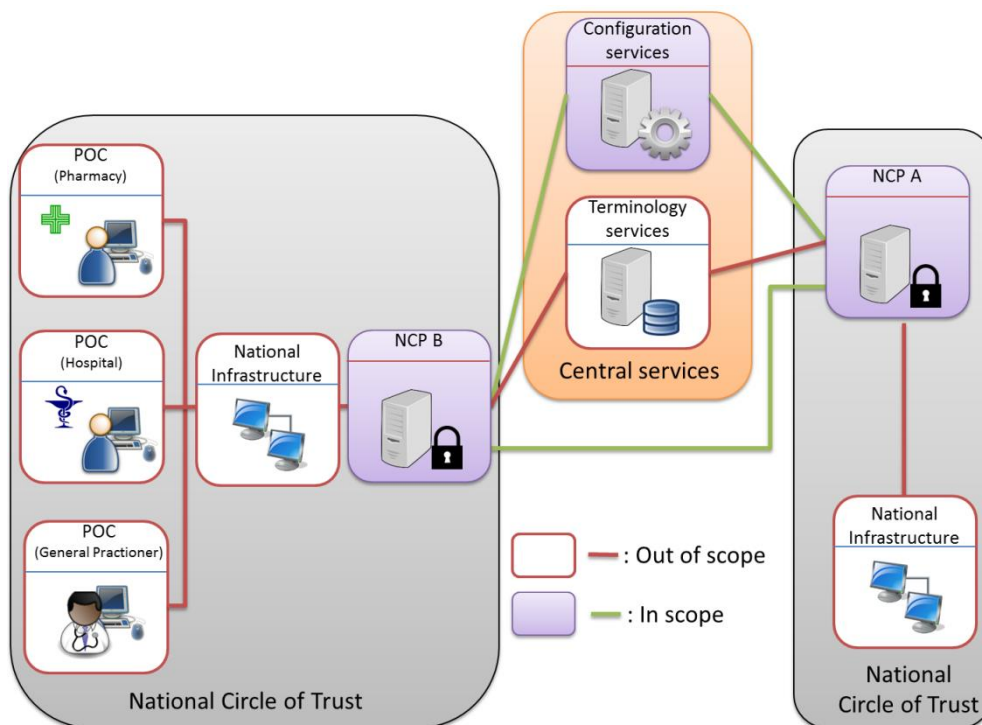 Configuration
services
POC
(Pharmacy)
NCP A
Terminology
services
POC
(Hospital)
National
Infrastructure
NCP B
Central services
POC
(General Practioner)
National
Infrastructure
: Out of scope
: In scope
National Circle of Trust
National
Circle of Trust